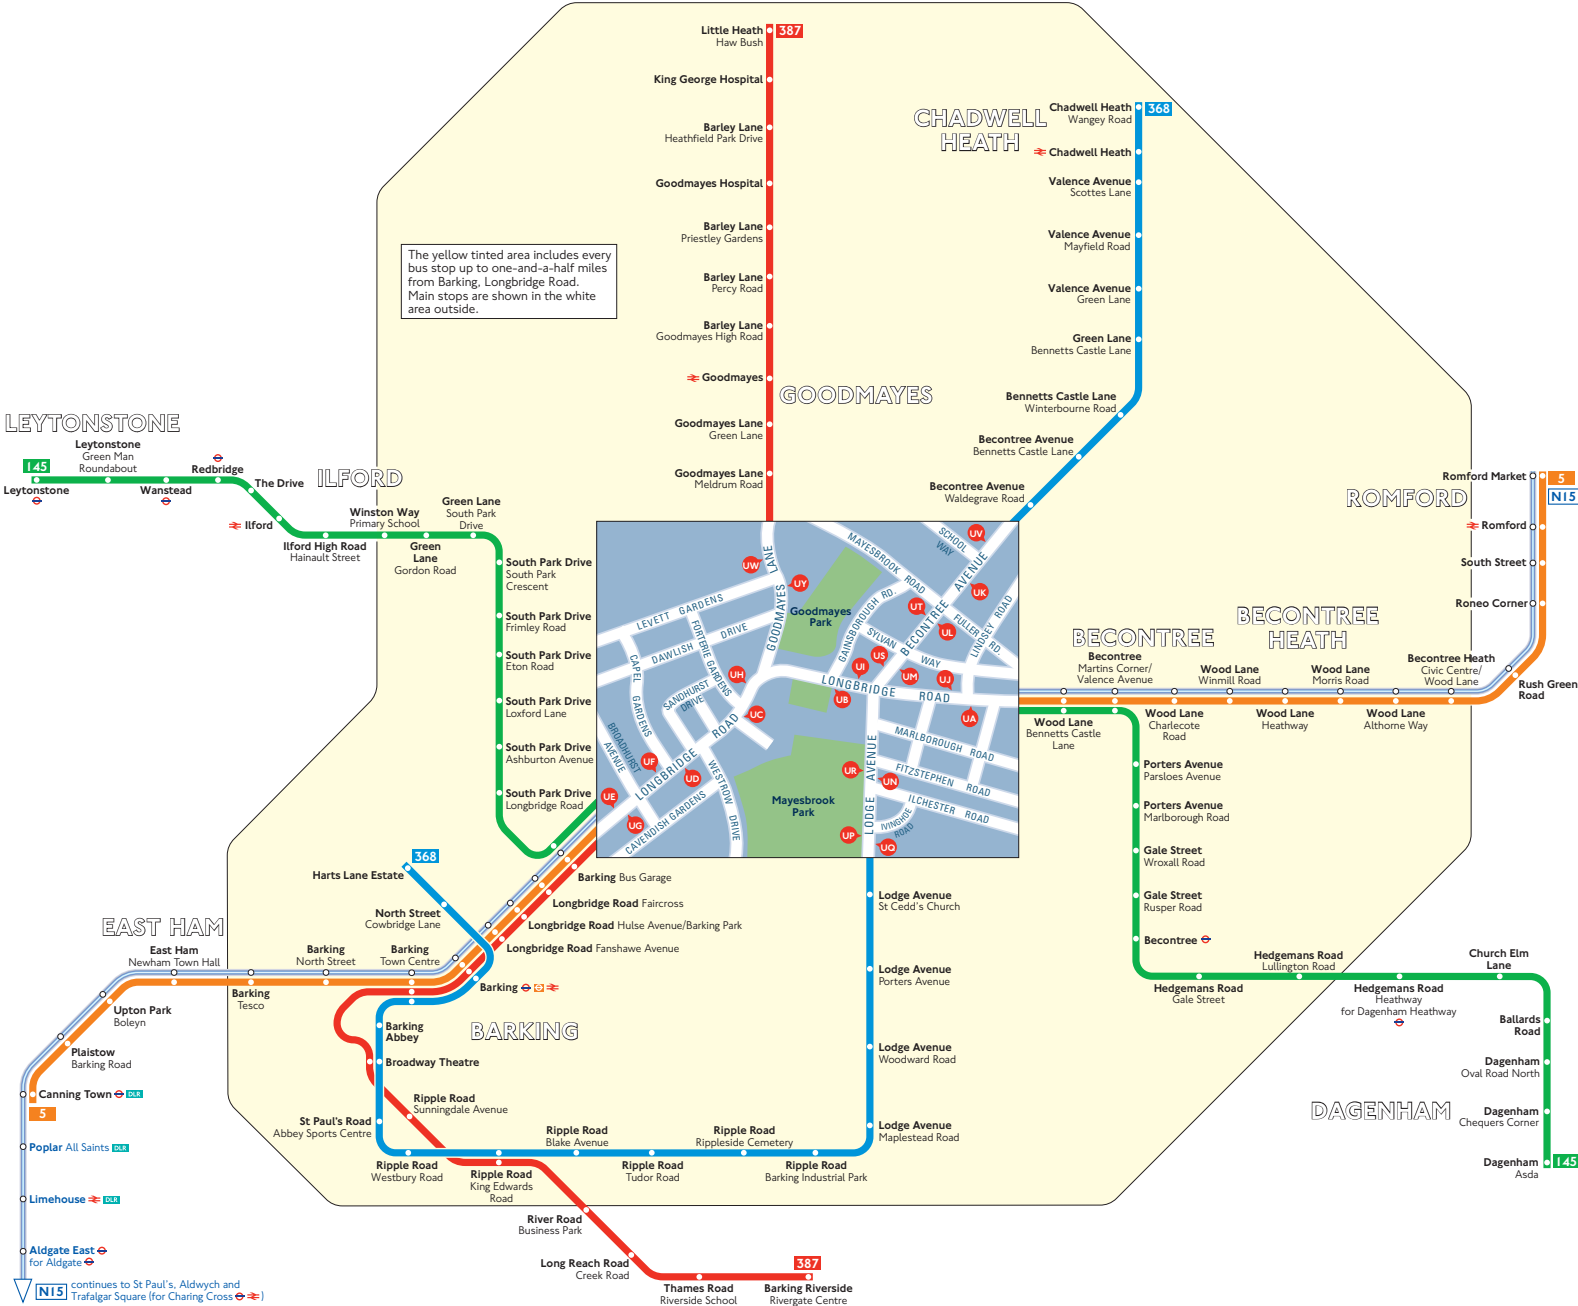 Little Heath
Haw Bush
387
King George Hospital
Barley Lane
Heathfield Park Drive
Goodmayes Hospital
Barley Lane
Priestley Gardens
Barley Lane
Percy Road
Barley Lane
Goodmayes High Road
Goodmayes
GOODMAYES
Goodmayes Lane
Green Lane
Goodmayes Lane
Meldrum Road
CHADWELL
HEATH
Chadwell Heath
Wangey Road
368
Chadwell Heath
Valence Avenue
Scottes Lane
Valence Avenue
Mayfield Road
Valence Avenue
Green Lane
Green Lane
Bennetts Castle Lane
Bennetts Castle Lane
Winterbourne Road
Becontree Avenue
Bennetts Castle Lane
Becontree Avenue
Waldegrave Road
The yellow tinted area includes every
bus stop up to one-and-a-half miles
from Barking, Longbridge Road.
Main stops are shown in the white
area outside.
LEYTONSTONE
145
Leytonstone
Leytonstone
Green Man
Roundabout
Wanstead
Redbridge
The Drive
ILFORD
Ilford
Ilford High Road
Hainault Street
Winston Way
Primary School
Green
Lane
Gordon Road
Green Lane
South Park
Drive
South Park Drive
South Park
Crescent
South Park Drive
Frimley Road
South Park Drive
Eton Road
South Park Drive
Loxford Lane
South Park Drive
Ashburton Avenue
South Park Drive
Longbridge Road
UV
UW
UY
UK
UT
UL
US
UI
UM
UJ
UH
UB
UC
UA
UF
UD
UR
UN
UE
UG
UP
UQ
SCHOOL
WAY
MAYESBROOK ROAD
BECONTREE AVENUE
GOODMAYES LANE
LEVETT GARDENS
DAWLISH DRIVE
FORTERIE GARDENS
CAPEL GARDENS
SANDHURST
DRIVE
BROADHURST
AVENUE
Goodmayes
Park
GAINSBOROUGH RD.
SYLVAN WAY
FULLER RD.
LINDSEY ROAD
LONGBRIDGE ROAD
LONGBRIDGE ROAD
CAVENDISH GARDENS
WESTROW DRIVE
Mayesbrook
Park
LODGE AVENUE
MARLBOROUGH ROAD
FITZSTEPHEN ROAD
ILCHESTER ROAD
IVINGHOE
ROAD
ROMFORD
Romford Market
5
N15
Romford
South Street
Roneo Corner
Rush Green
Road
BECONTREE
HEATH
Becontree Heath
Civic Centre/
Wood Lane
BECONTREE
Becontree
Martins Corner/
Valence Avenue
Wood Lane
Winmill Road
Wood Lane
Morris Road
Wood Lane
Bennetts Castle
Lane
Wood Lane
Charlecote
Road
Wood Lane
Heathway
Wood Lane
Althorne Way
Porters Avenue
Parsloes Avenue
Porters Avenue
Marlborough Road
Gale Street
Wroxall Road
Gale Street
Rusper Road
Becontree
Hedgemans Road
Gale Street
Hedgemans Road
Lullington Road
Hedgemans Road
Heathway
for Dagenham Heathway
Church Elm
Lane
Ballards
Road
Dagenham
Oval Road North
DAGENHAM
Dagenham
Chequers Corner
Dagenham
Asda
145
368
Harts Lane Estate
North Street
Cowbridge Lane
Barking Bus Garage
Longbridge Road Faircross
Longbridge Road Hulse Avenue/Barking Park
Longbridge Road Fanshawe Avenue
Barking
BARKING
EAST HAM
East Ham
Newham Town Hall
Barking
Tesco
Barking
North Street
Barking
Town Centre
Upton Park
Boleyn
Plaistow
Barking Road
Canning Town DLR
5
Poplar All Saints DLR
Limehouse DLR
Aldgate East
for Aldgate
N15 continues to St Paul's, Aldwych and
Trafalgar Square (for Charing Cross )
Barking
Abbey
Broadway Theatre
Ripple Road
Sunningdale Avenue
St Paul's Road
Abbey Sports Centre
Ripple Road
Westbury Road
Ripple Road
King Edwards
Road
Ripple Road
Blake Avenue
Ripple Road
Tudor Road
Ripple Road
Rippleside Cemetery
Ripple Road
Barking Industrial Park
Lodge Avenue
St Cedd's Church
Lodge Avenue
Porters Avenue
Lodge Avenue
Woodward Road
Lodge Avenue
Maplestead Road
River Road
Business Park
Long Reach Road
Creek Road
Thames Road
Riverside School
387
Barking Riverside
Rivergate Centre